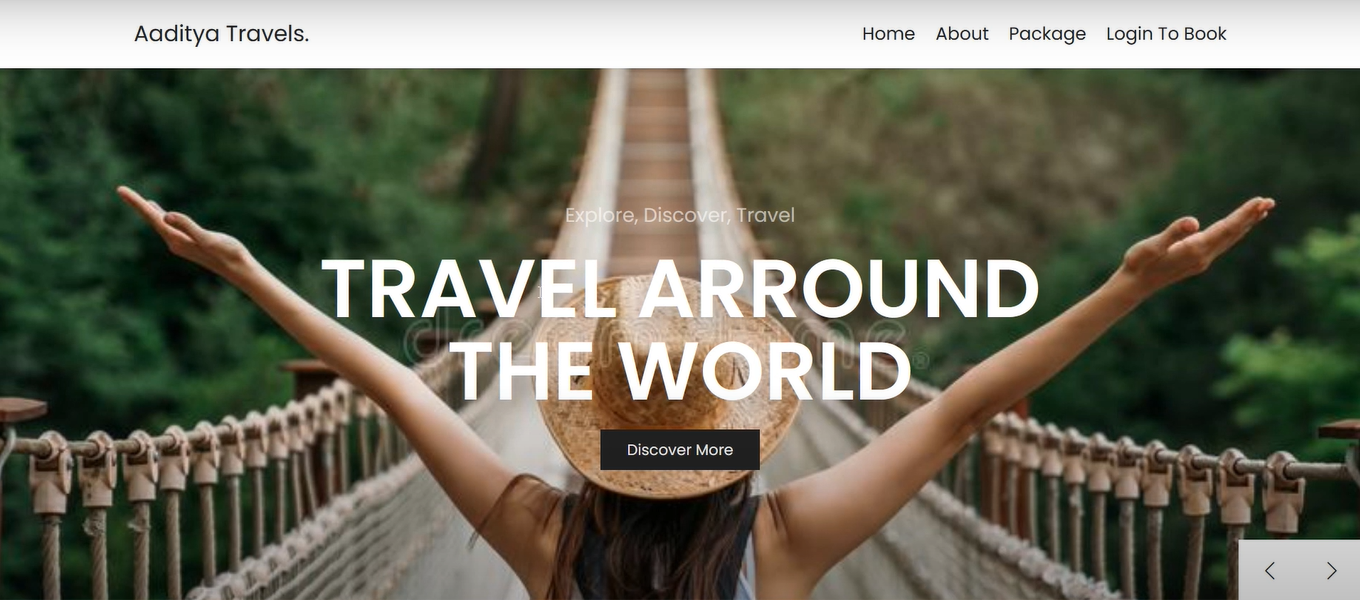 Aaditya Travels.
Home About Package Login To Book
Explore, Discover, Travel
TRAVEL ARROUND
THE WORLD
Discover More